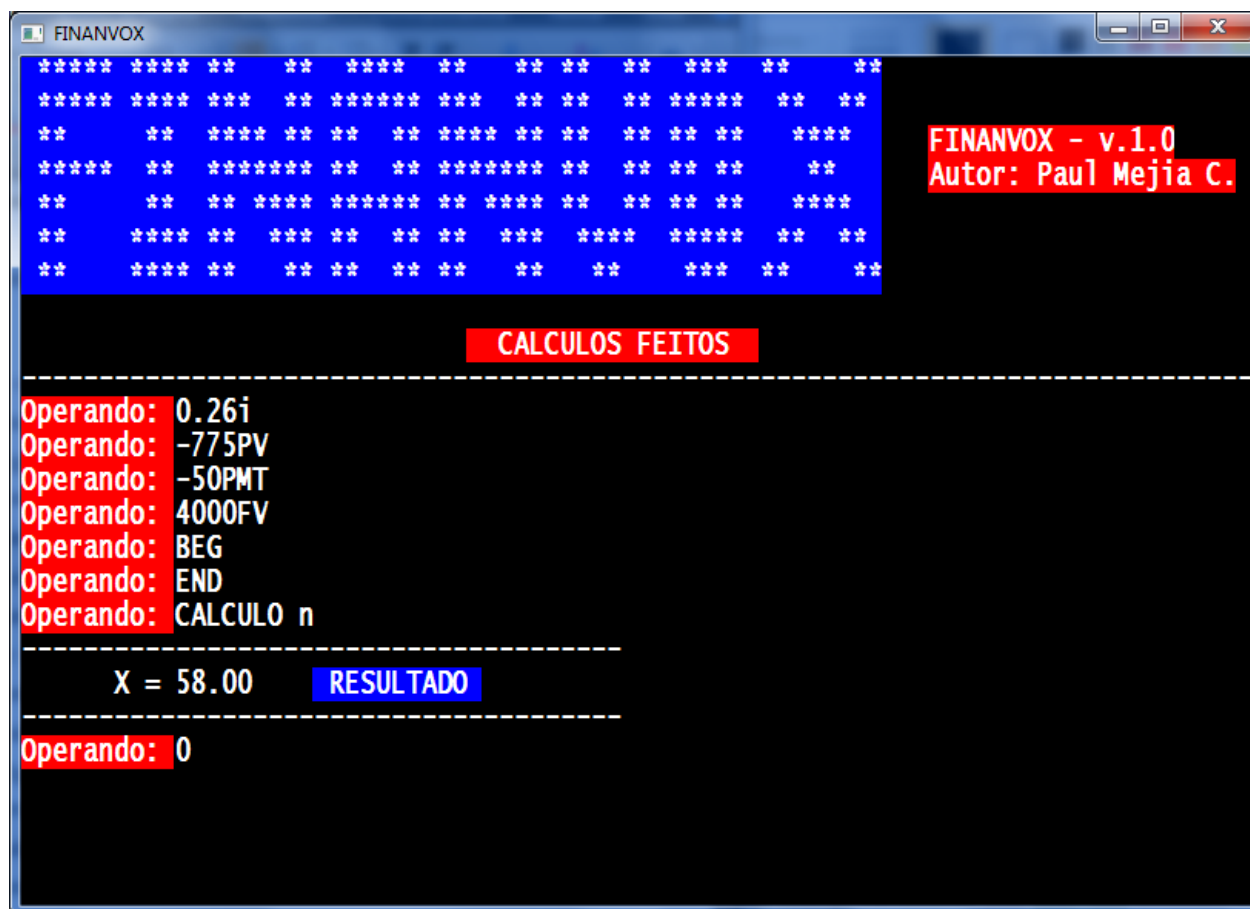 FINANVOX
***** **** **   **  ****  **   ** **  **  ***  **    **
***** **** ***  ** ****** ***  ** **  ** *****  **  **
**     **  **** ** **  ** **** ** **  ** ** **   ****
*****  **  ******* **  ** ******* **  ** ** **    **
**     **  ** **** ****** ** **** **  ** ** **   ****
**    **** **  *** **  ** **  ***  ****  *****  **  **
**    **** **   ** **  ** **   **   **    ***  **    **
FINANVOX - v.1.0
Autor: Paul Mejia C.
CALCULOS FEITOS
--------------------------------------------------------------------------------
Operando: 0.26i
Operando: -775PV
Operando: -50PMT
Operando: 4000FV
Operando: BEG
Operando: END
Operando: CALCULO n
---------------------------------------
X = 58.00 RESULTADO
---------------------------------------
Operando: 0